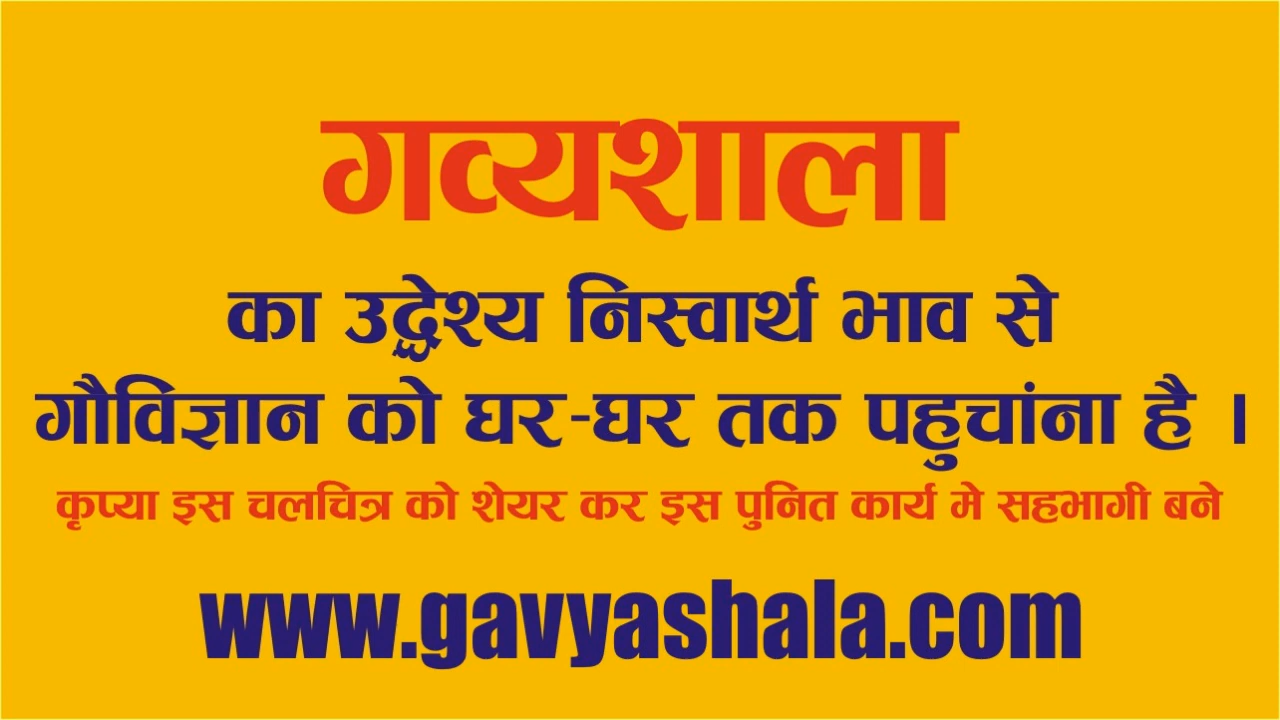 गव्यशाला
का उद्धेश्य निस्वार्थ भाव से
गौविज्ञान को घर-घर तक पहुचांना है ।
कृप्या इस चलचित्र को शेयर कर इस पुनित कार्य मे सहभागी बने
www.gavyashala.com